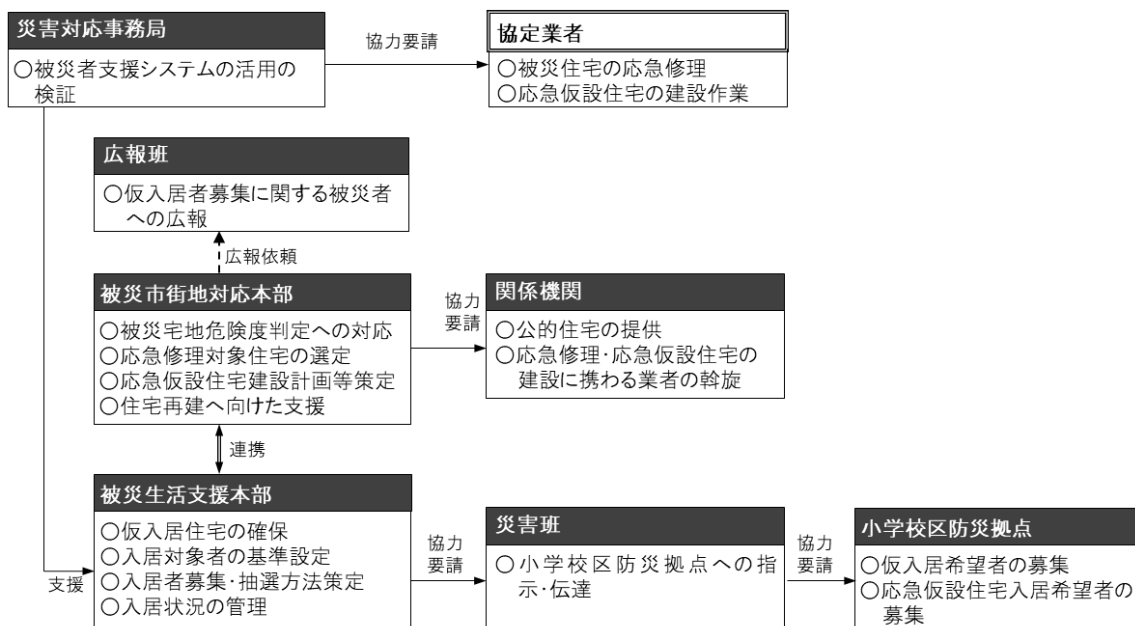 災害対応事務局
○被災者支援システムの活用の
検証
協力要請
協定業者
○被災住宅の応急修理
○応急仮設住宅の建設作業
広報班
○仮入居者募集に関する被災者
への広報
広報依頼
被災市街地対応本部
○被災宅地危険度判定への対応
○応急修理対象住宅の選定
○応急仮設住宅建設計画等策定
○住宅再建へ向けた支援
協力
要請
関係機関
○公的住宅の提供
○応急修理・応急仮設住宅の
建設に携わる業者の斡旋
連携
被災生活支援本部
○仮入居住宅の確保
○入居対象者の基準設定
○入居者募集・抽選方法策定
○入居状況の管理
支援
協力
要請
災害班
○小学校区防災拠点への指
示・伝達
協力
要請
小学校区防災拠点
○仮入居希望者の募集
○応急仮設住宅入居希望者の
募集